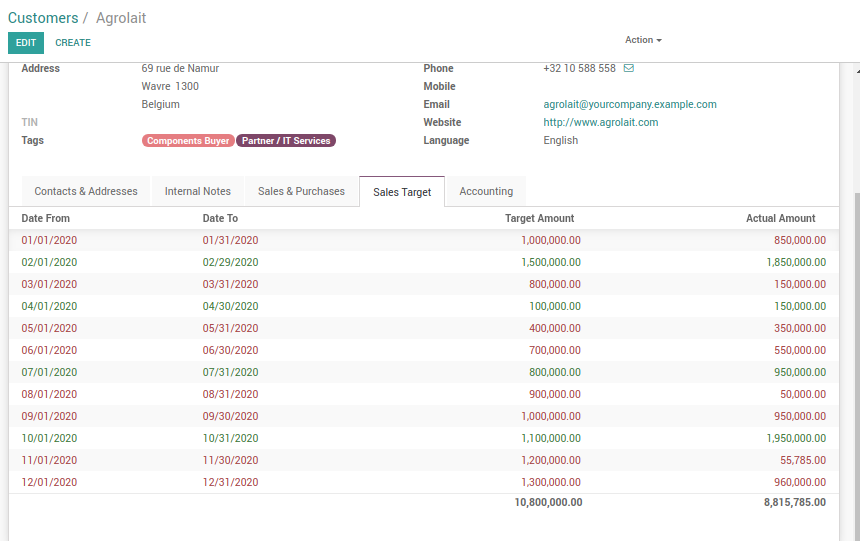 Customers / Agrolait
EDIT CREATE Action
Address 69 rue de Namur Phone +32 10 588 558
Wavre 1300 Mobile
Belgium Email agrolait@yourcompany.example.com
TIN Website http://www.agrolait.com
Tags Components Buyer Partner / IT Services Language English
Contacts & Addresses Internal Notes Sales & Purchases Sales Target Accounting
Date From Date To Target Amount Actual Amount
01/01/2020 01/31/2020 1,000,000.00 850,000.00
02/01/2020 02/29/2020 1,500,000.00 1,850,000.00
03/01/2020 03/31/2020 800,000.00 150,000.00
04/01/2020 04/30/2020 100,000.00 150,000.00
05/01/2020 05/31/2020 400,000.00 350,000.00
06/01/2020 06/30/2020 700,000.00 550,000.00
07/01/2020 07/31/2020 800,000.00 950,000.00
08/01/2020 08/31/2020 900,000.00 50,000.00
09/01/2020 09/30/2020 1,000,000.00 950,000.00
10/01/2020 10/31/2020 1,100,000.00 1,950,000.00
11/01/2020 11/30/2020 1,200,000.00 55,785.00
12/01/2020 12/31/2020 1,300,000.00 960,000.00
10,800,000.00 8,815,785.00